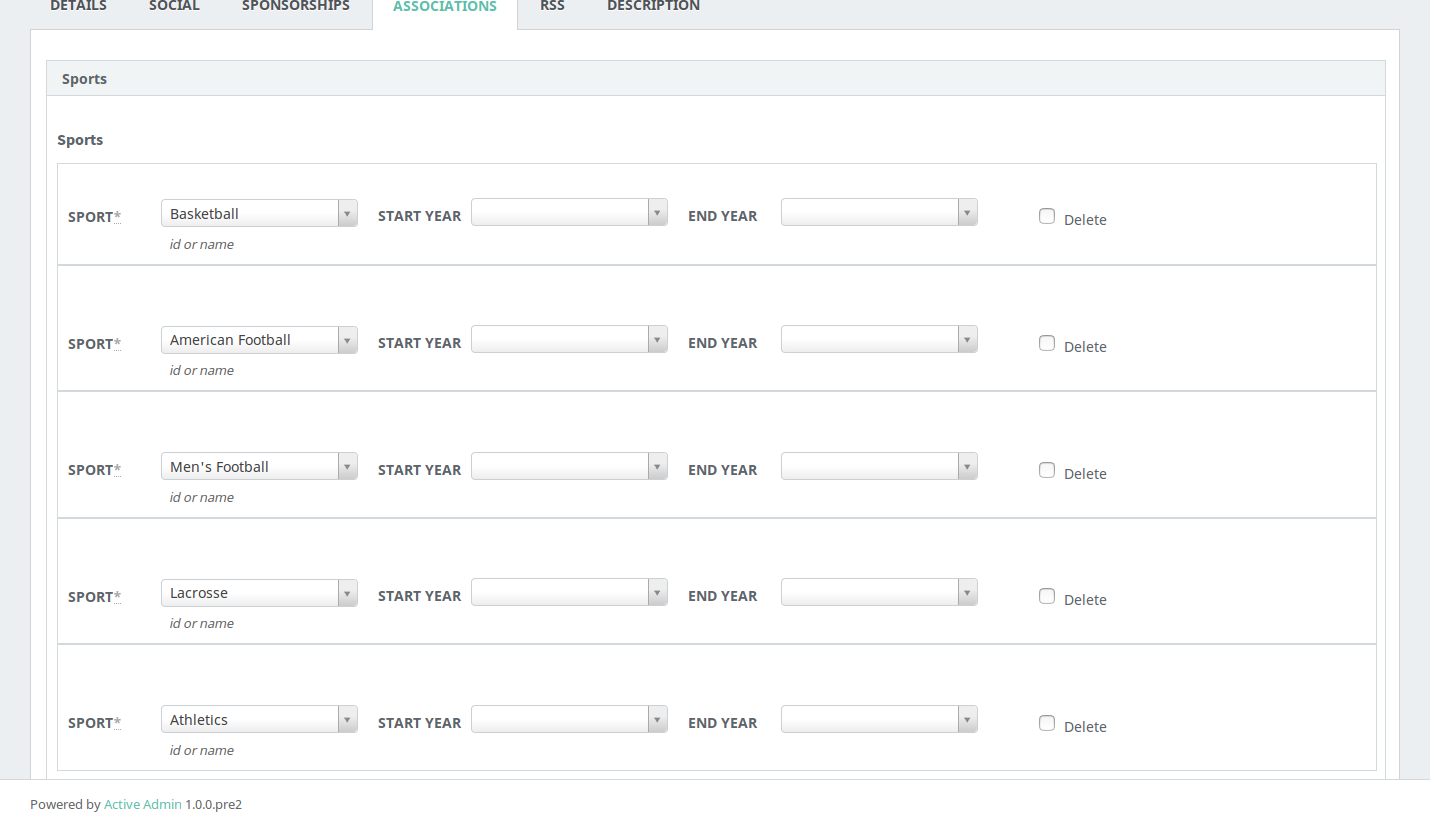 DETAILS SOCIAL SPONSORSHIPS ASSOCIATIONS RSS DESCRIPTION
Sports
Sports
SPORT* Basketball START YEAR END YEAR Delete
id or name
SPORT* American Football START YEAR END YEAR Delete
id or name
SPORT* Men's Football START YEAR END YEAR Delete
id or name
SPORT* Lacrosse START YEAR END YEAR Delete
id or name
SPORT* Athletics START YEAR END YEAR Delete
id or name
Powered by Active Admin 1.0.0.pre2